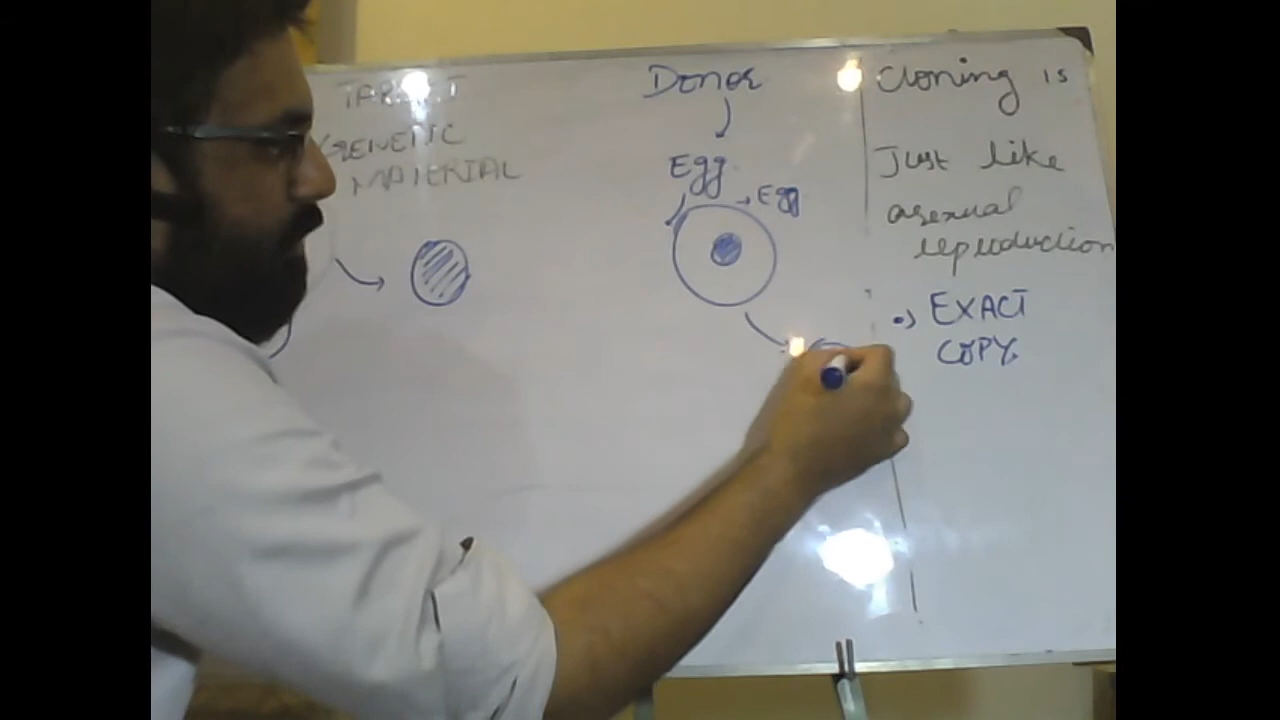 TARGET
GENETIC
MATERIAL
Donor
Egg
Egg
Cloning is
Just like
asexual
reproduction
EXACT
COPY